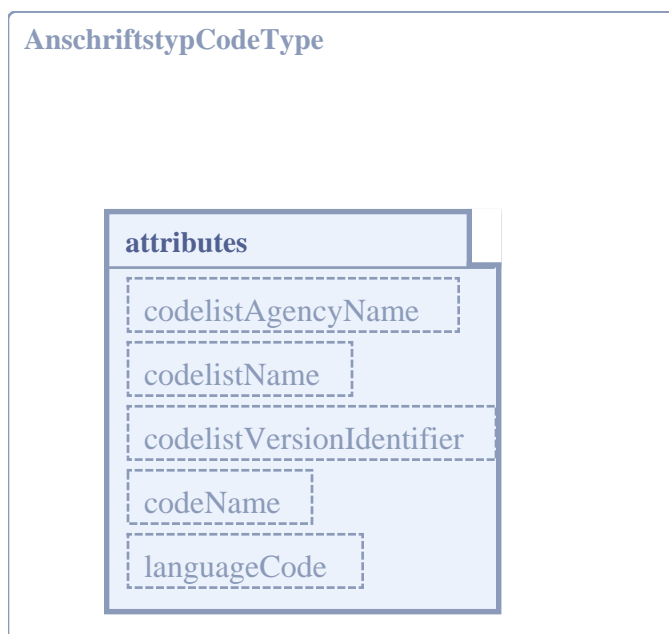 AnschriftstypCodeType
attributes
codelistAgencyName
codelistName
codelistVersionIdentifier
codeName
languageCode